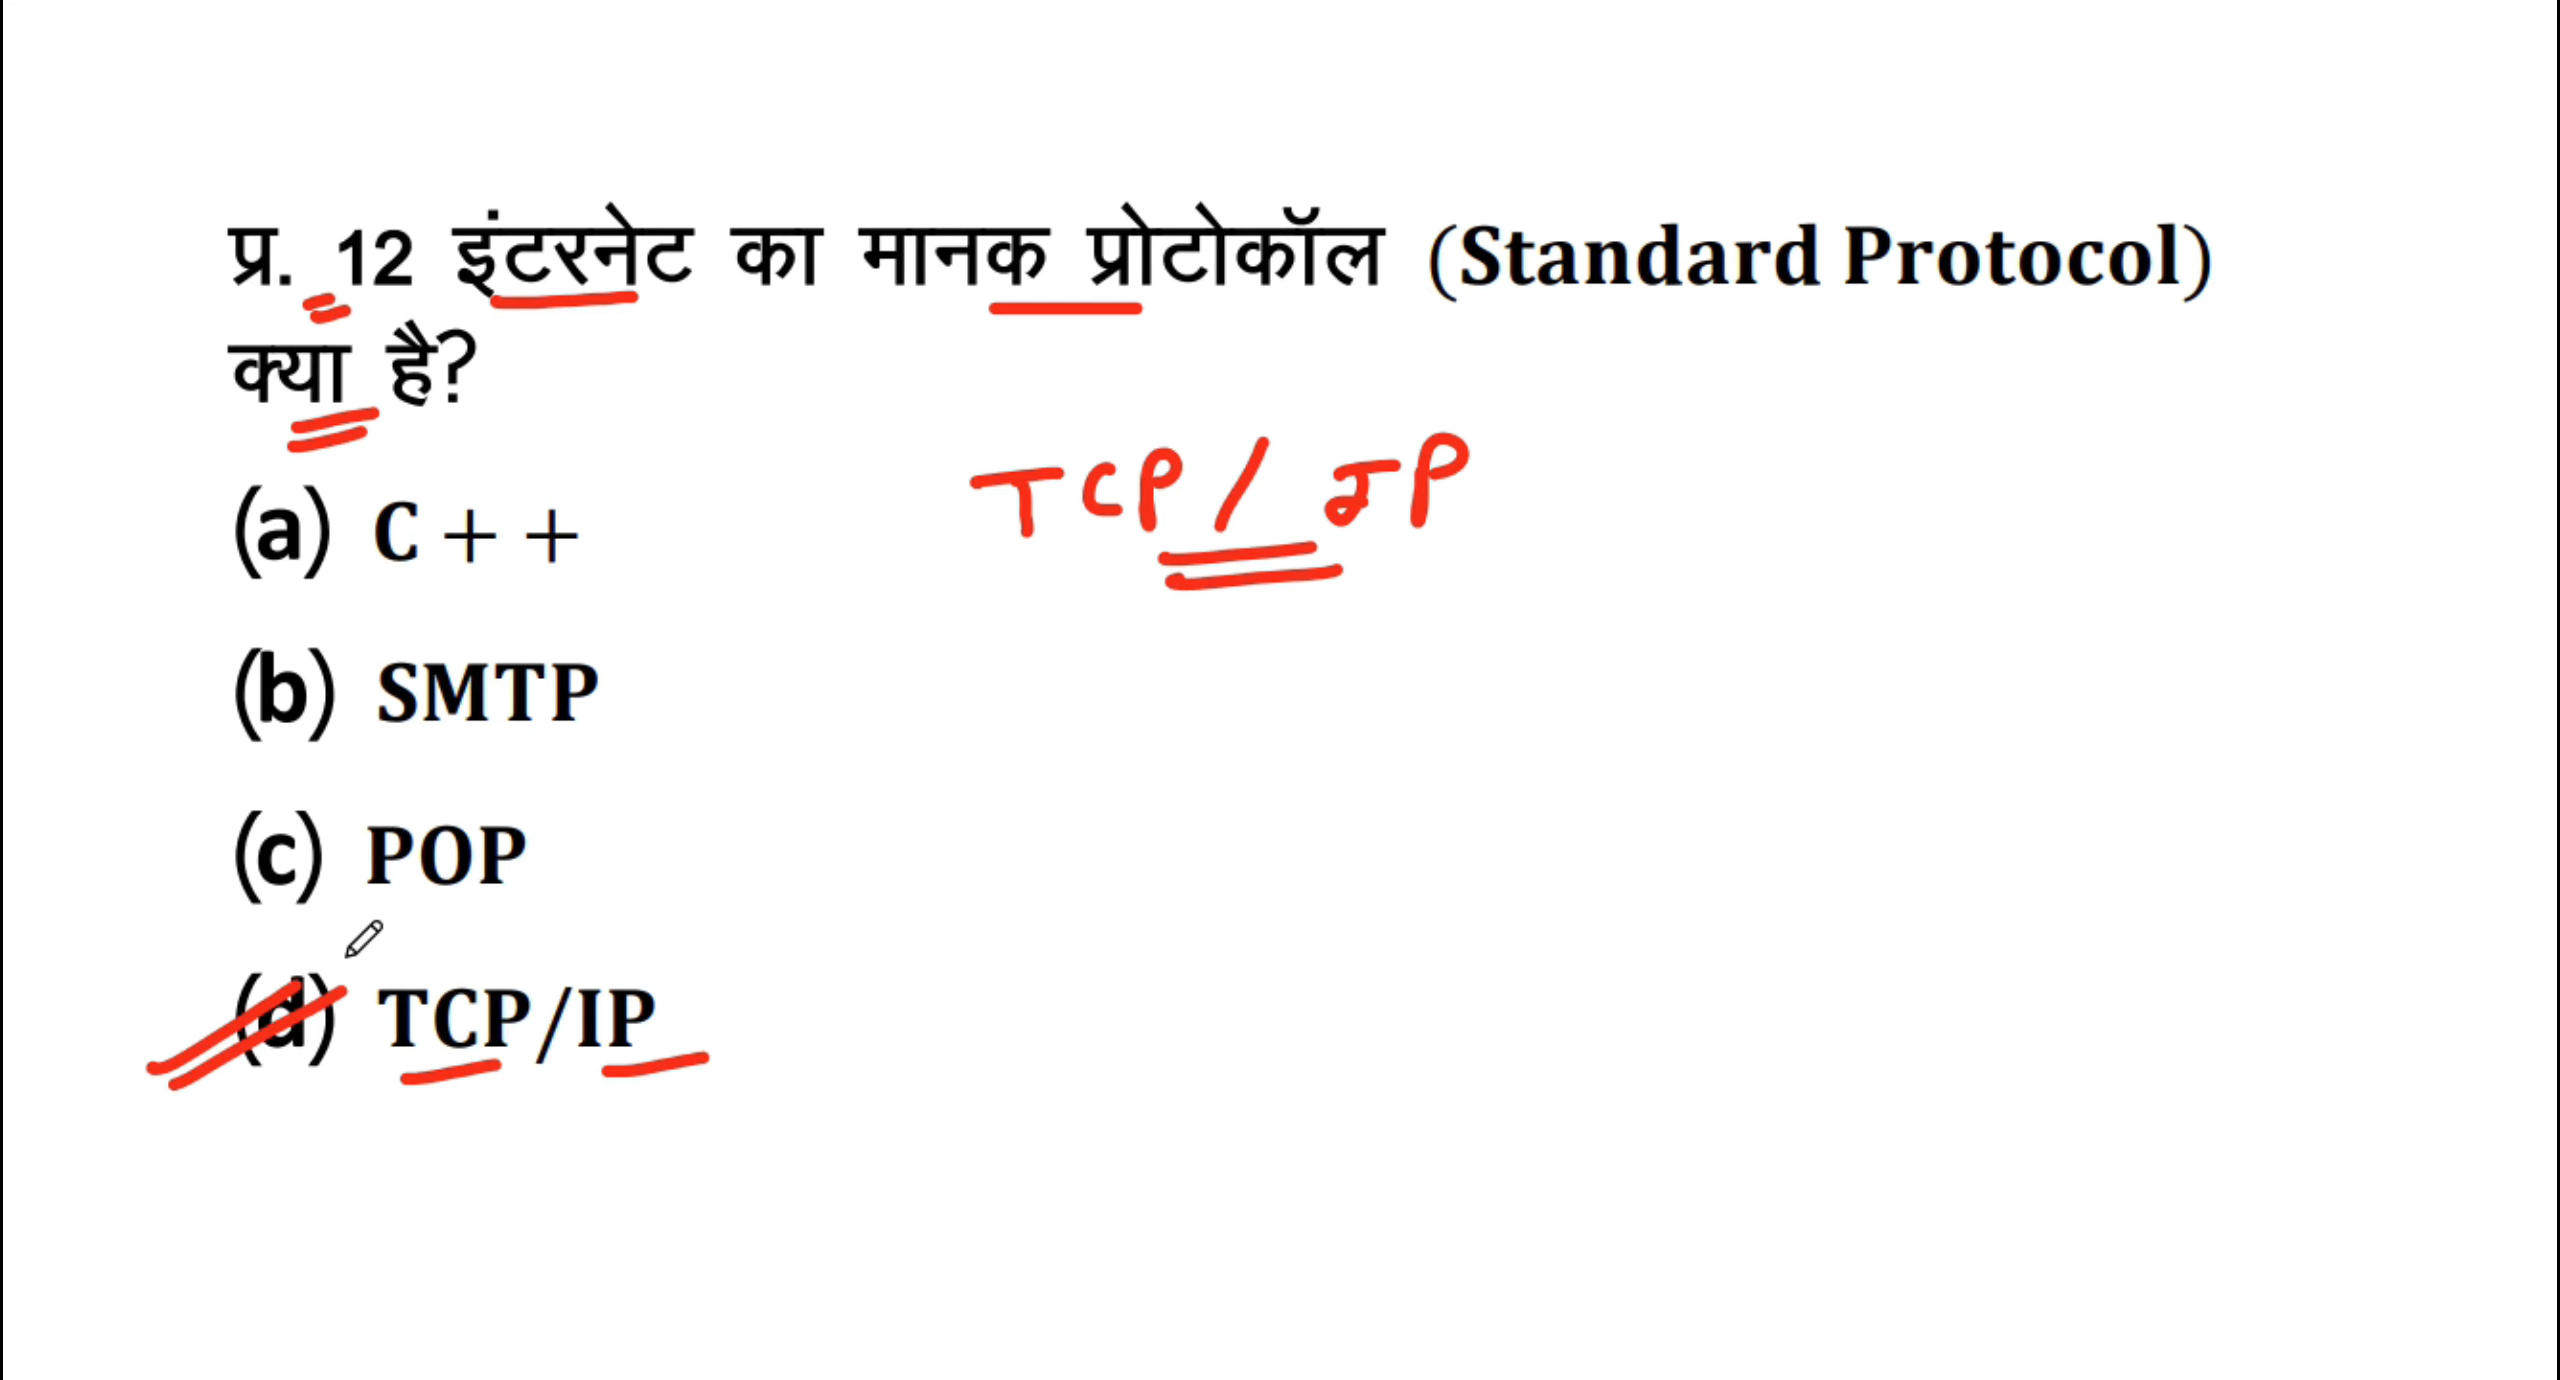 प्र. 12 इंटरनेट का मानक प्रोटोकॉल (Standard Protocol)
क्या है?
TCP/IP
(a) C + +
(b) SMTP
(c) POP
(d) TCP/IP